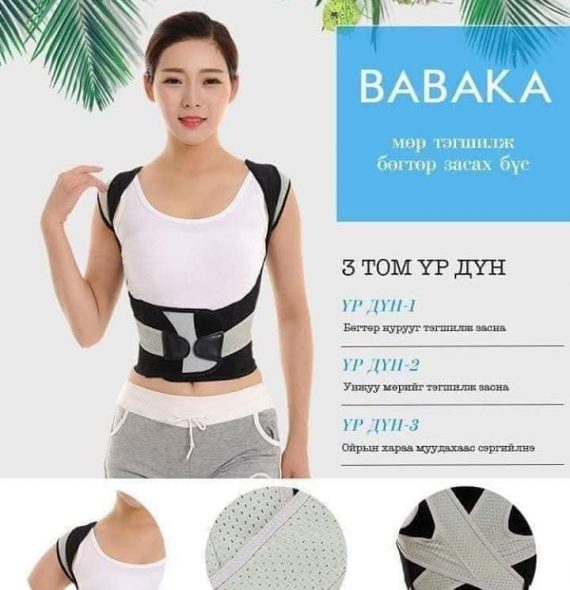 BABAKA
мөр тэгшилж
бөгтөр засах бүс
3 ТОМ ҮР ДҮН
ҮР ДҮН-1
Бөгтөр нурууг тэгшилж засна
ҮР ДҮН-2
Унжуу мөрийг тэгшилж засна
ҮР ДҮН-3
Ойрын хараа муудахаас сэргийлнэ